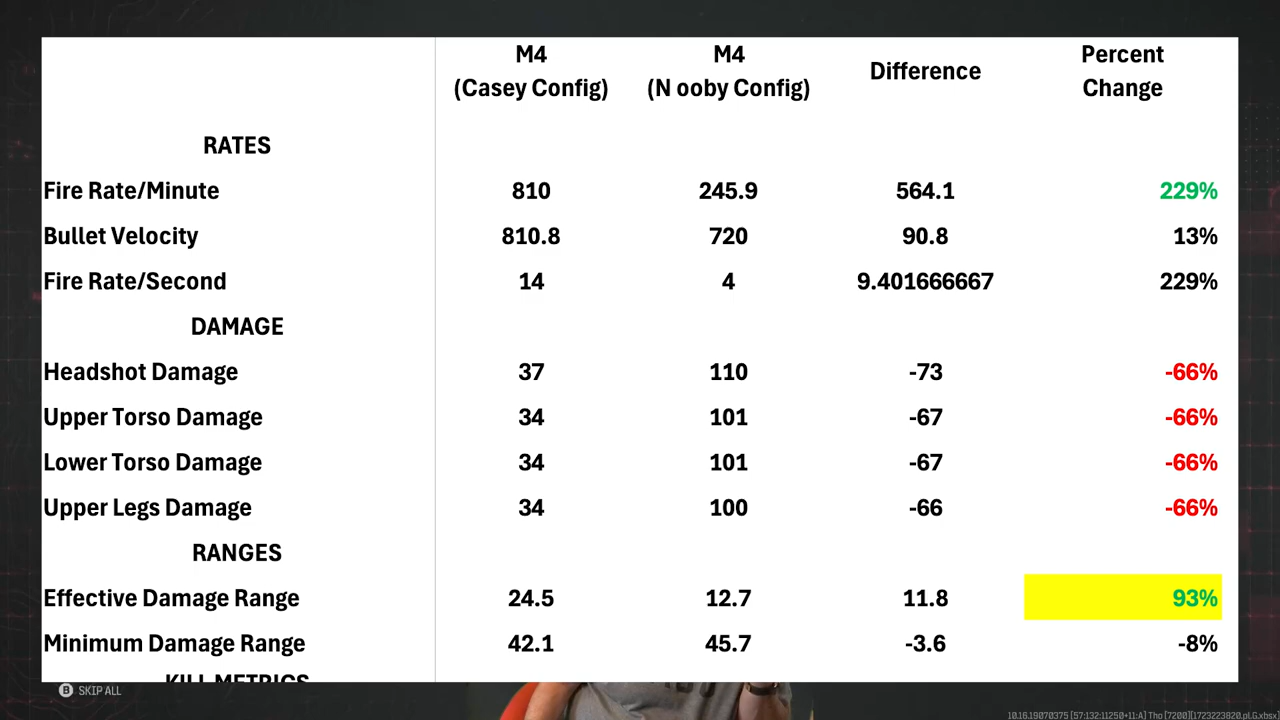 M4 M4 Percent
(Casey Config) (N ooby Config) Difference Change
RATES
Fire Rate/Minute 810 245.9 564.1 229%
Bullet Velocity 810.8 720 90.8 13%
Fire Rate/Second 14 4 9.401666667 229%
DAMAGE
Headshot Damage 37 110 -73 -66%
Upper Torso Damage 34 101 -67 -66%
Lower Torso Damage 34 101 -67 -66%
Upper Legs Damage 34 100 -66 -66%
RANGES
Effective Damage Range 24.5 12.7 11.8 93%
Minimum Damage Range 42.1 45.7 -3.6 -8%
KILL METRICS
B SKIP ALL